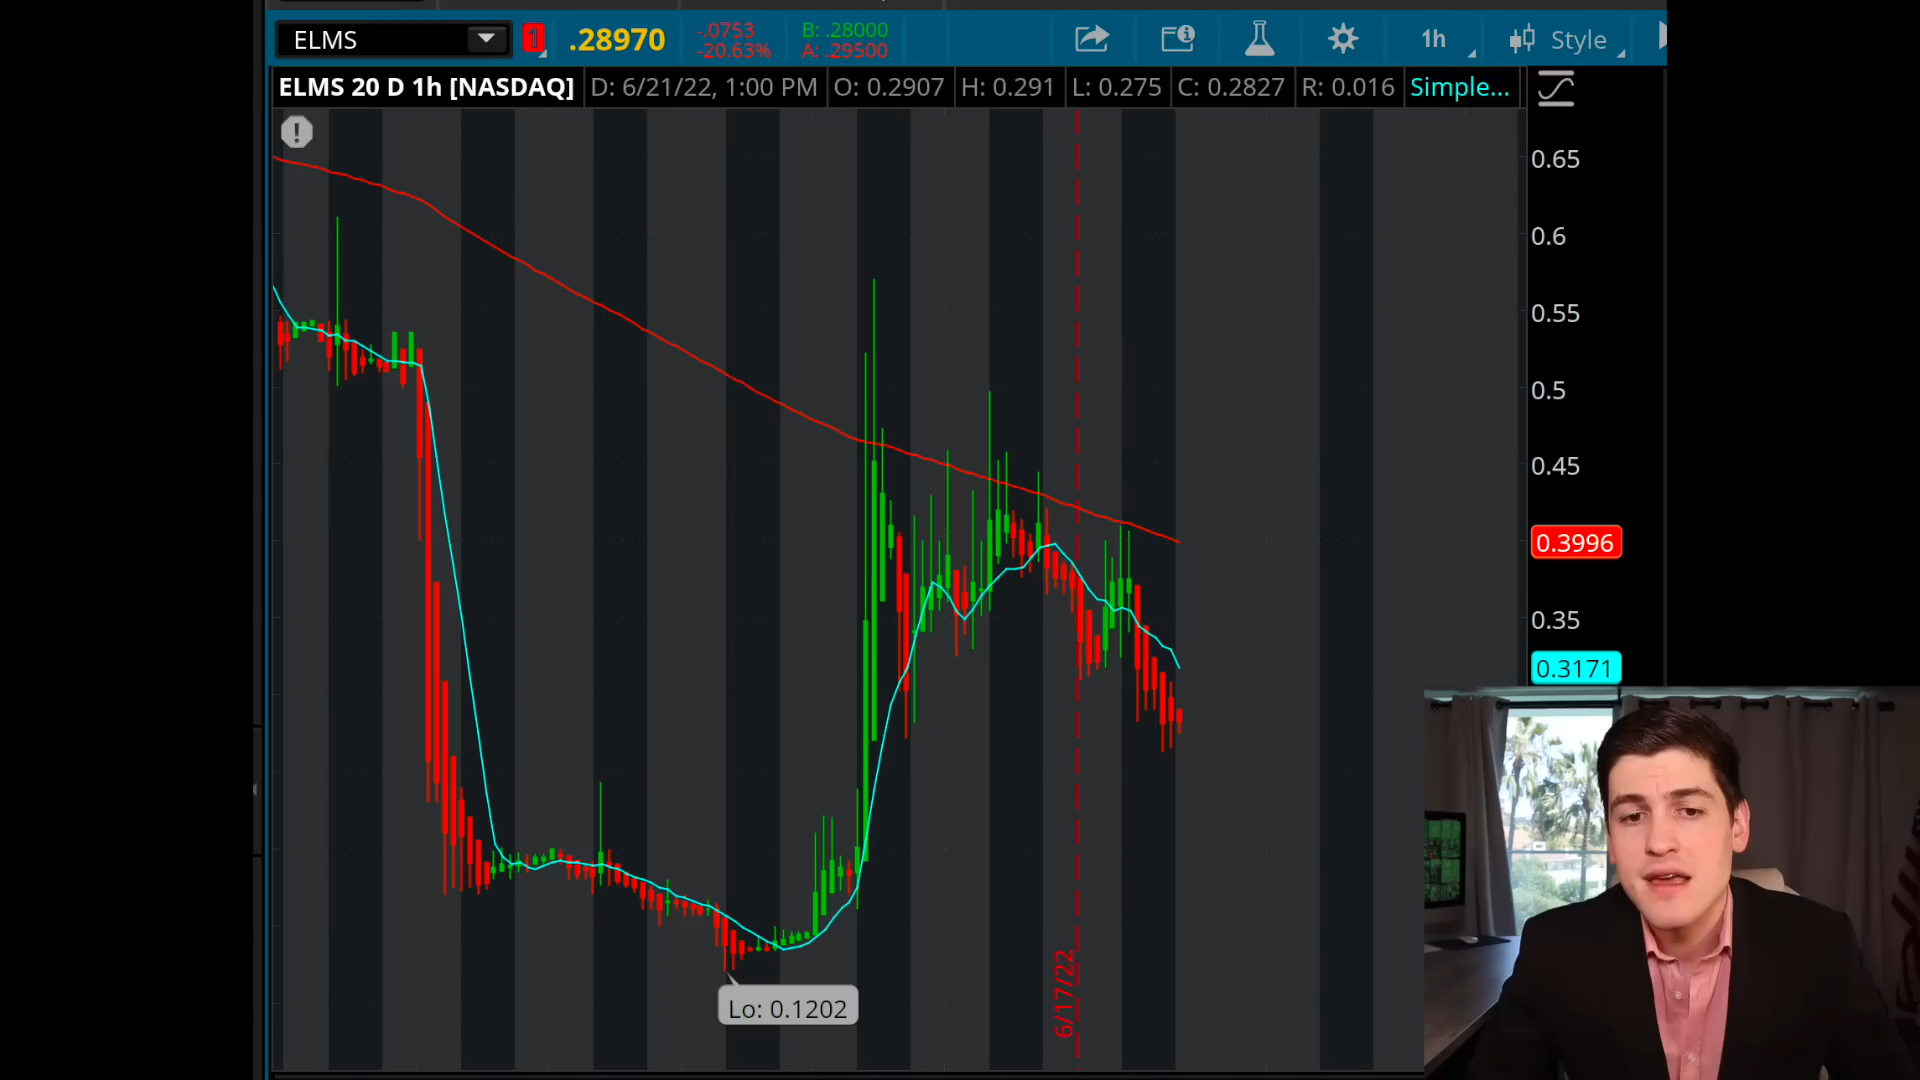 ELMS
1
.28970
-.0753
-20.63%
B: .28000
A: .29500
1h
Style
ELMS 20 D 1h [NASDAQ]
D: 6/21/22, 1:00 PM
O: 0.2907
H: 0.291
L: 0.275
C: 0.2827
R: 0.016
Simple...
0.65
0.6
0.55
0.5
0.45
0.3996
0.35
0.3171
Lo: 0.1202
6/17/22